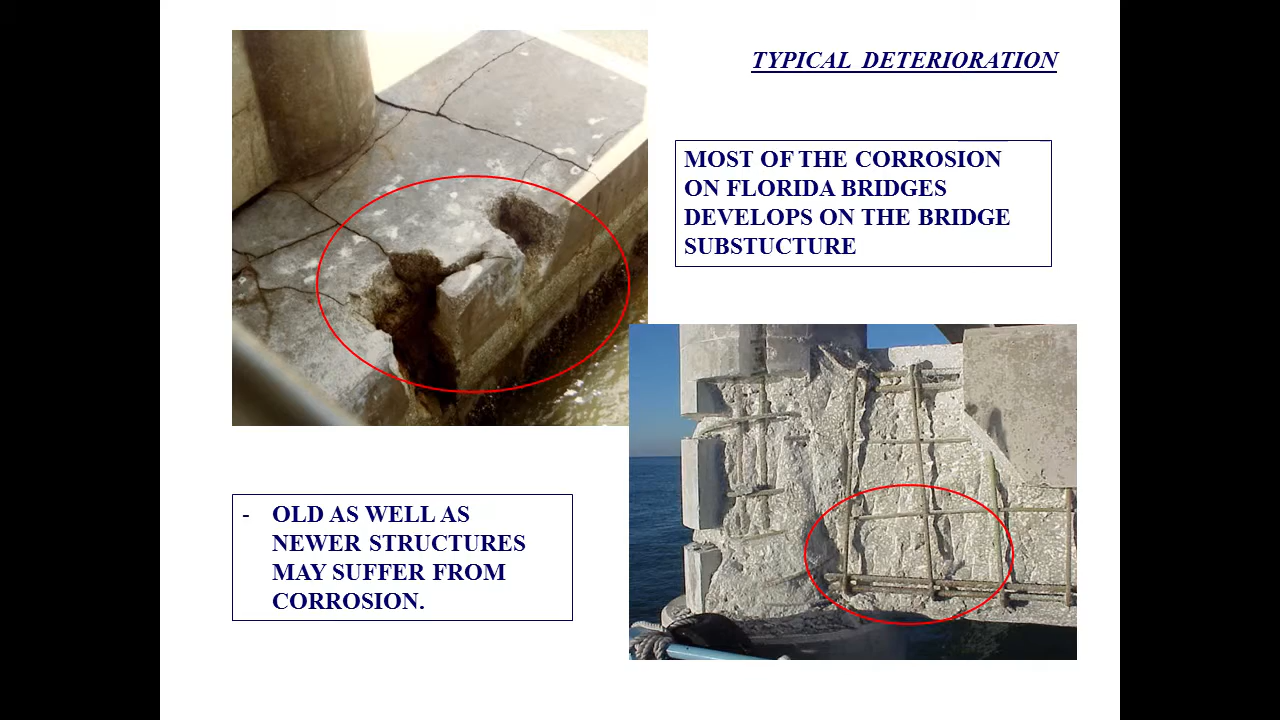 TYPICAL DETERIORATION
MOST OF THE CORROSION
ON FLORIDA BRIDGES
DEVELOPS ON THE BRIDGE
SUBSTUCTURE
- OLD AS WELL AS
NEWER STRUCTURES
MAY SUFFER FROM
CORROSION.